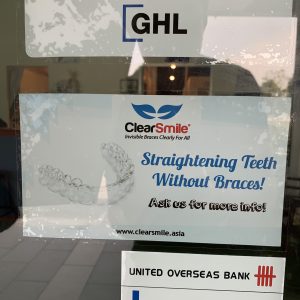 GHL
ClearSmile®
Invisible Braces Clearly For All!
Straightening Teeth
Without Braces!
Ask us for more info!
www.clearsmile.asia
UNITED OVERSEAS BANK